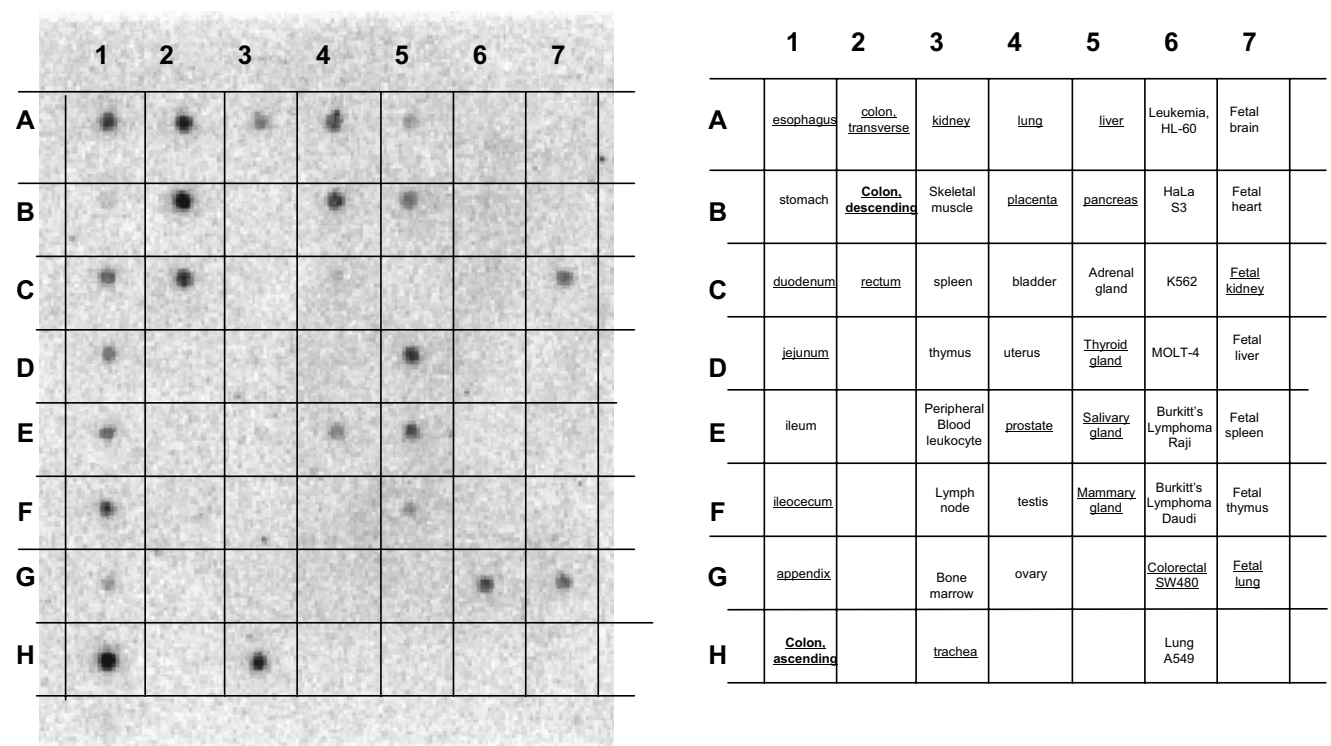 1 2 3 4 5 6 7
A
B
C
D
E
F
G
H
1 2 3 4 5 6 7
A esophagus colon, transverse kidney lung liver Leukemia, HL-60 Fetal brain
B stomach Colon, descending Skeletal muscle placenta pancreas HaLa S3 Fetal heart
C duodenum rectum spleen bladder Adrenal gland K562 Fetal kidney
D jejunum thymus uterus Thyroid gland MOLT-4 Fetal liver
E ileum Peripheral Blood leukocyte prostate Salivary gland Burkitt's Lymphoma Raji Fetal spleen
F ileocecum Lymph node testis Mammary gland Burkitt's Lymphoma Daudi Fetal thymus
G appendix Bone marrow ovary Colorectal SW480 Fetal lung
H Colon, ascending trachea Lung A549